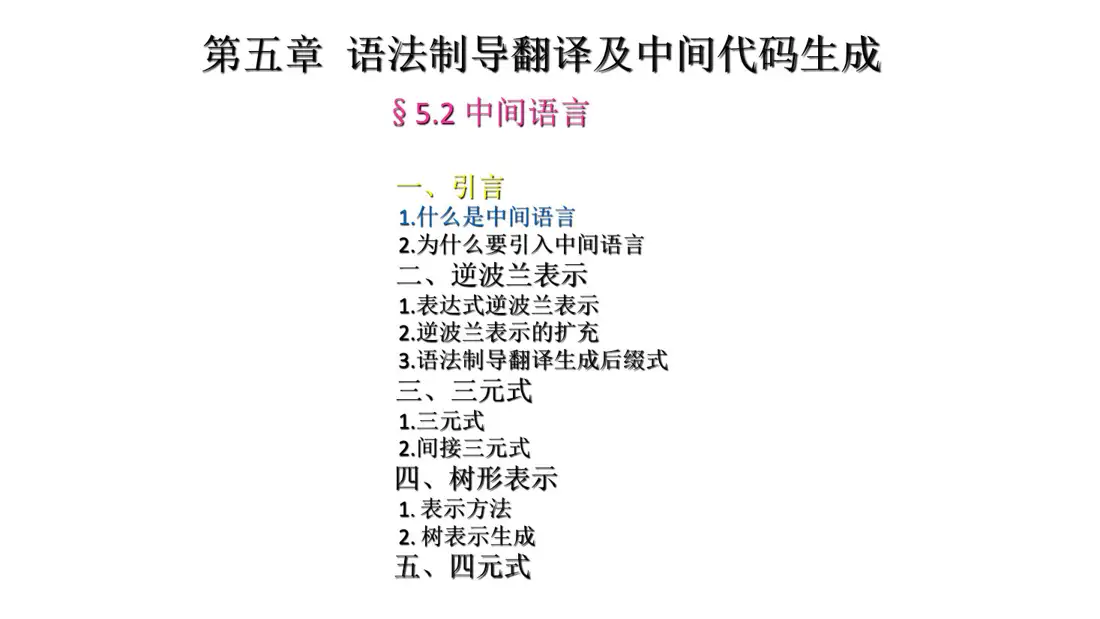 第五章 语法制导翻译及中间代码生成
§5.2 中间语言
一、引言
1.什么是中间语言
2.为什么要引入中间语言
二、逆波兰表示
1.表达式逆波兰表示
2.逆波兰表示的扩充
3.语法制导翻译生成后缀式
三、三元式
1.三元式
2.间接三元式
四、树形表示
1. 表示方法
2. 树表示生成
五、四元式